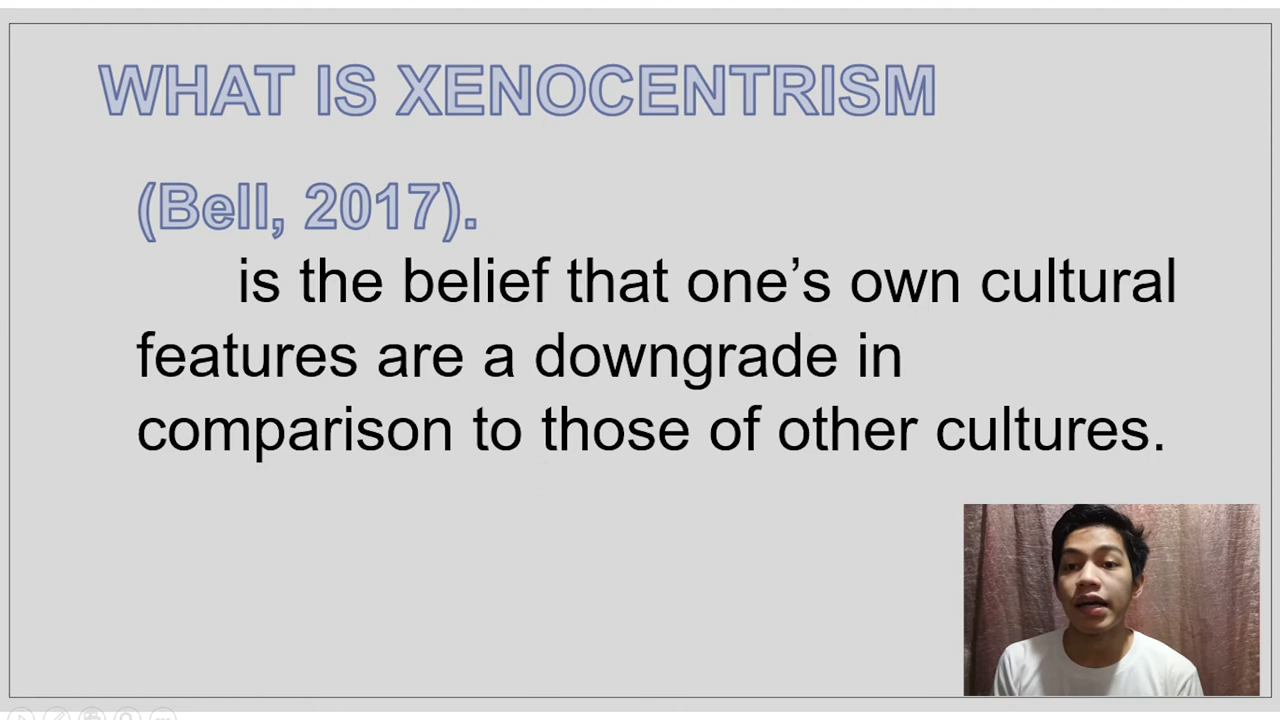 WHAT IS XENOCENTRISM
(Bell, 2017).
is the belief that one’s own cultural
features are a downgrade in
comparison to those of other cultures.